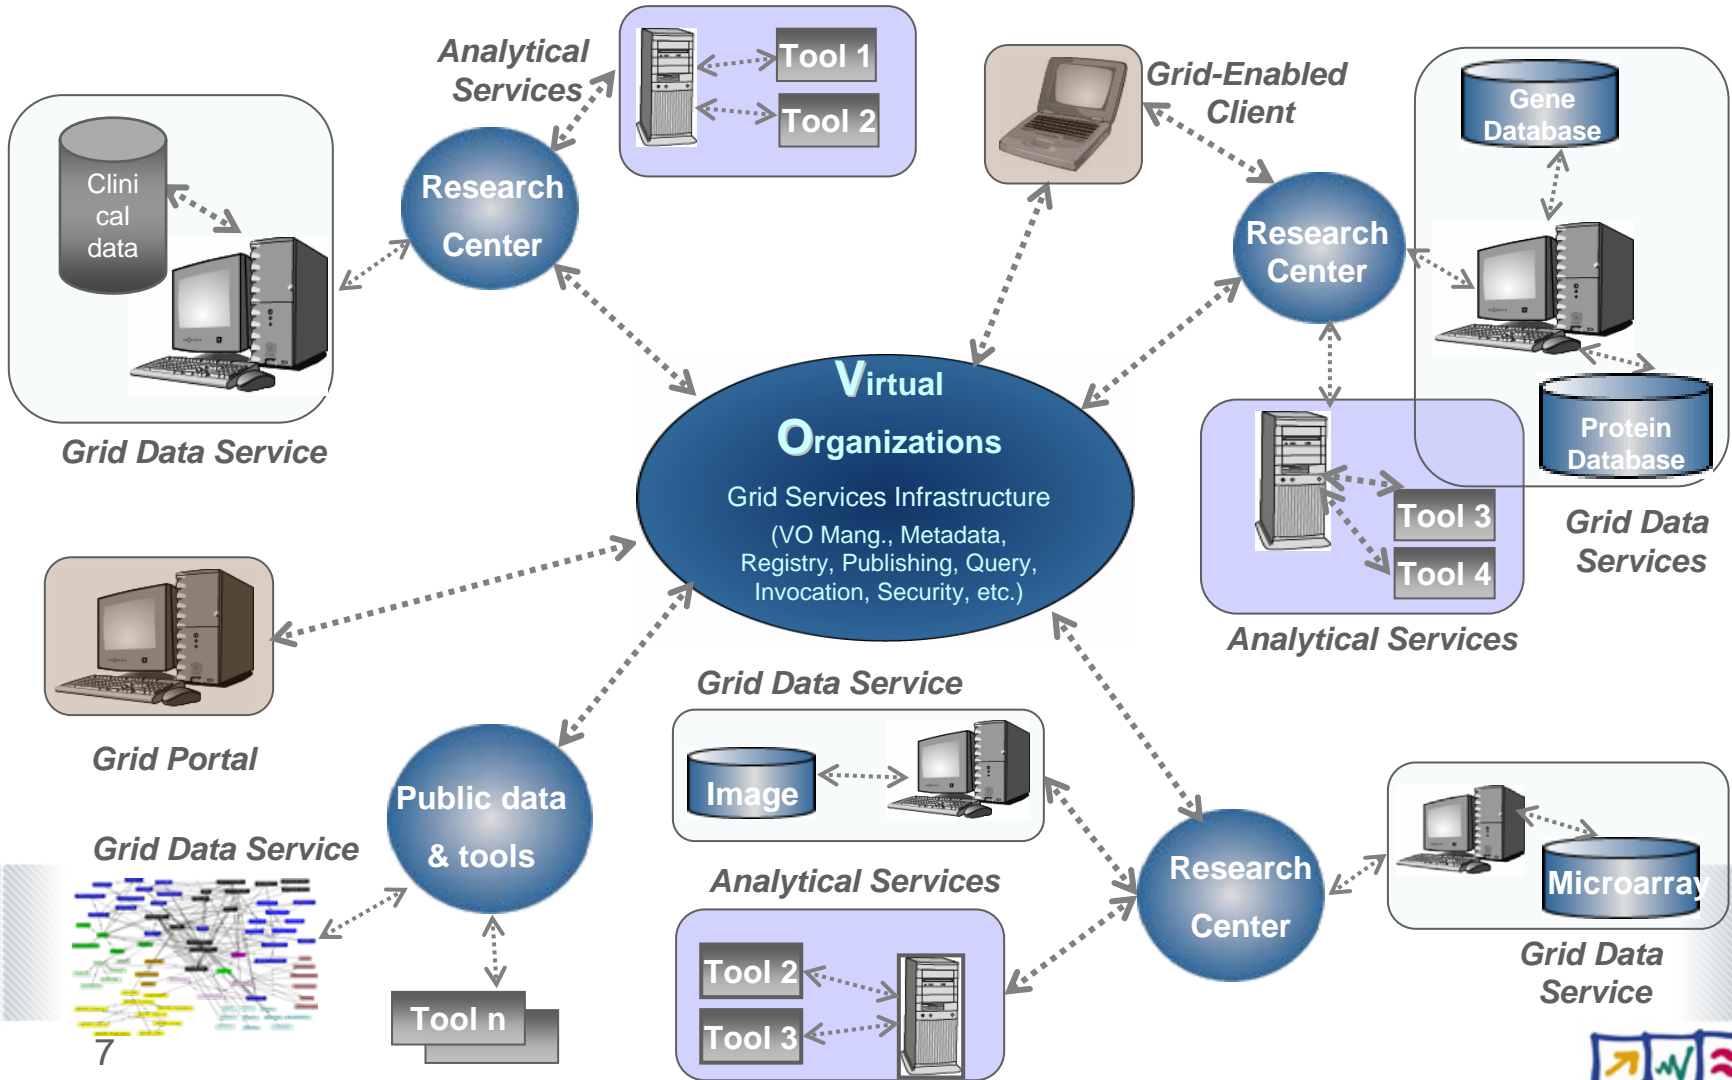 Analytical
Services
Tool 1
Tool 2
Grid-Enabled
Client
Gene
Database
Clini
cal
data
Research
Center
Research
Center
Grid Data Service
Virtual
Organizations
Grid Services Infrastructure
(VO Mang., Metadata,
Registry, Publishing, Query,
Invocation, Security, etc.)
Protein
Database
Tool 3
Tool 4
Grid Data
Services
Analytical Services
Grid Portal
Grid Data Service
Image
Public data
& tools
Grid Data Service
Analytical Services
Research
Center
Microarray
Grid Data
Service
Tool 2
Tool 3
Tool n
7